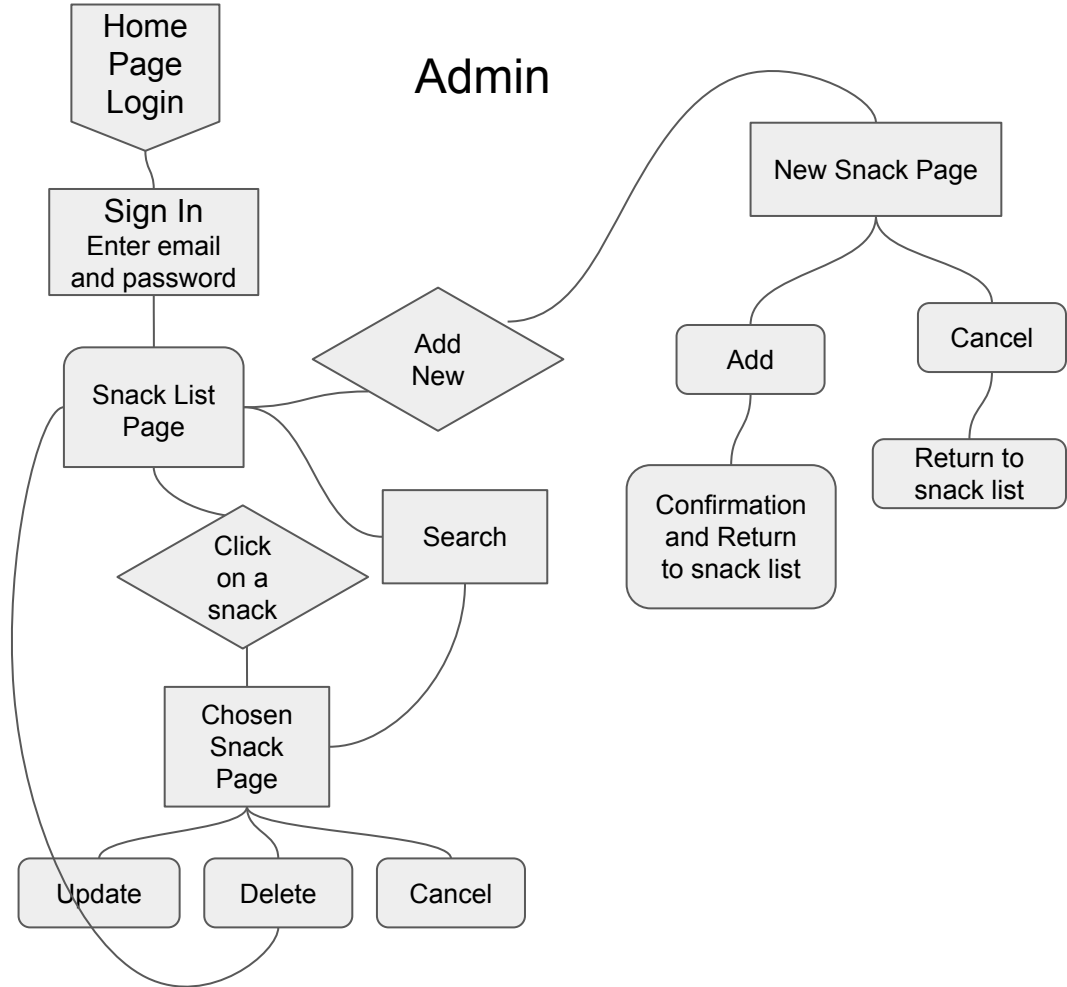 Home
Page
Login
Admin
Sign In
Enter email
and password
Snack List
Page
Add
New
New Snack Page
Add
Cancel
Confirmation
and Return
to snack list
Return to
snack list
Click
on a
snack
Search
Chosen
Snack
Page
Update
Delete
Cancel